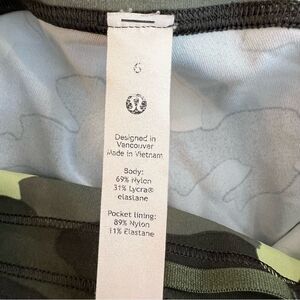 6
Designed in
Vancouver
Made in Vietnam
Body:
69% Nylon
31% Lycra®
elastane
Pocket lining:
89% Nylon
11% Elastane